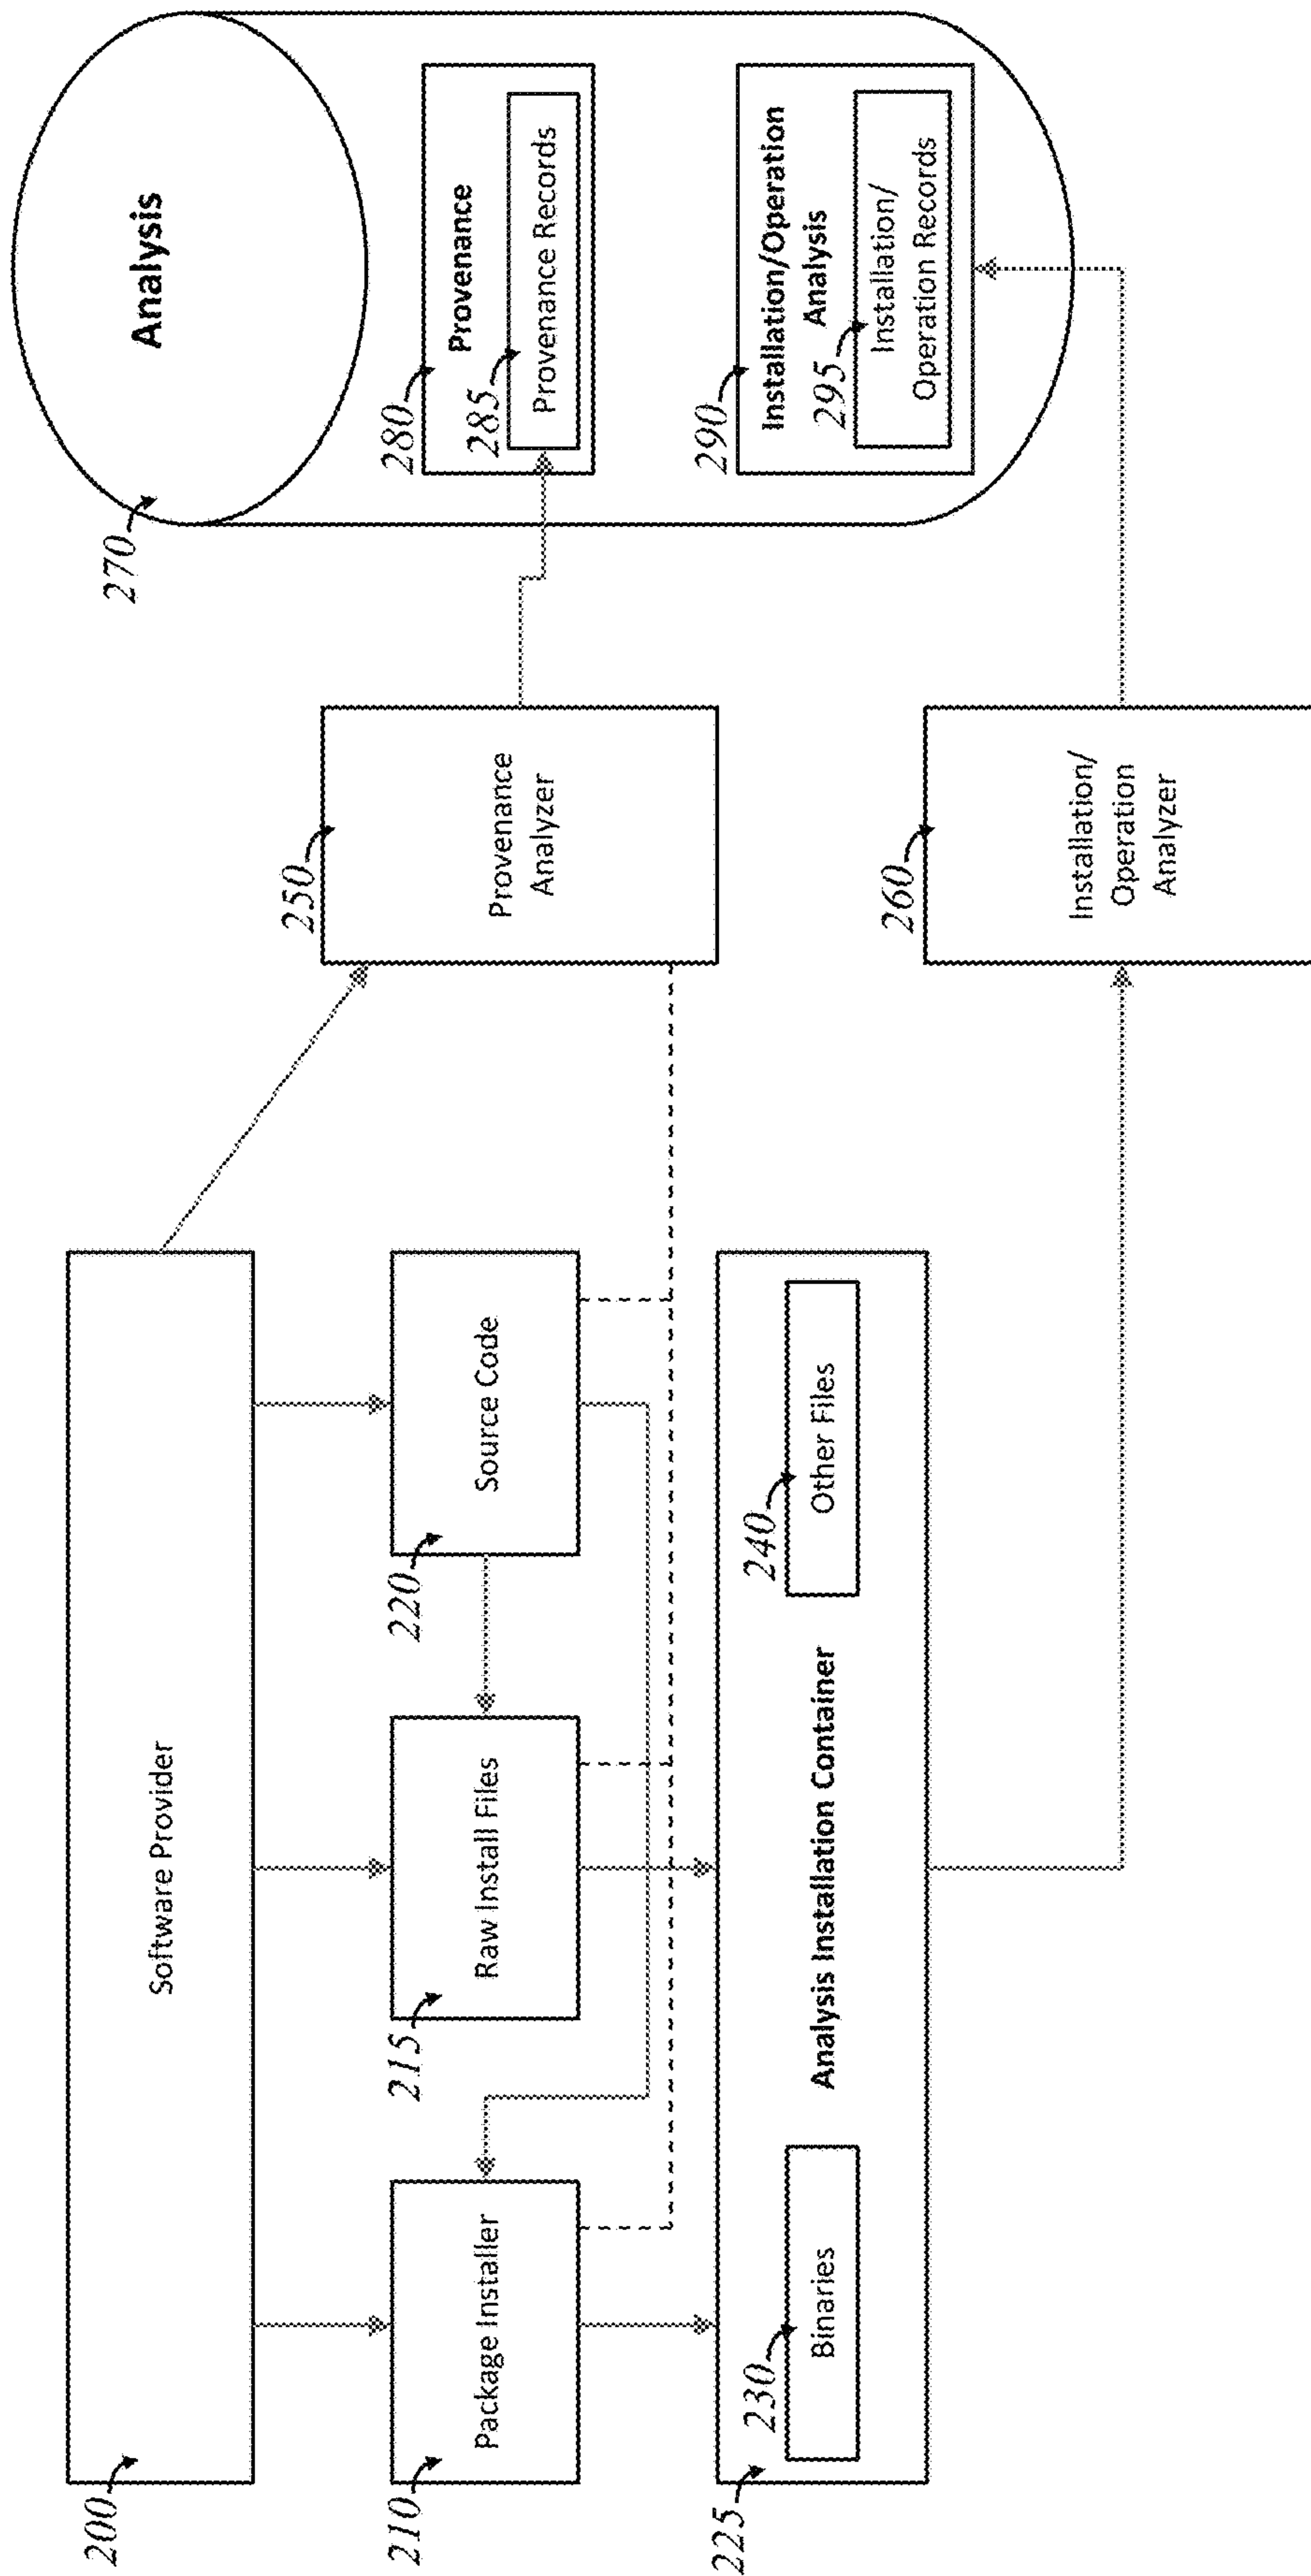 200
Software Provider
210
Package Installer
215
Raw Install Files
220
Source Code
225
230
Binaries
Analysis Installation Container
240
Other Files
250
Provenance
Analyzer
260
Installation/
Operation
Analyzer
270
Analysis
280
Provenance
285
Provenance Records
290
Installation/Operation
Analysis
295
Installation/
Operation Records